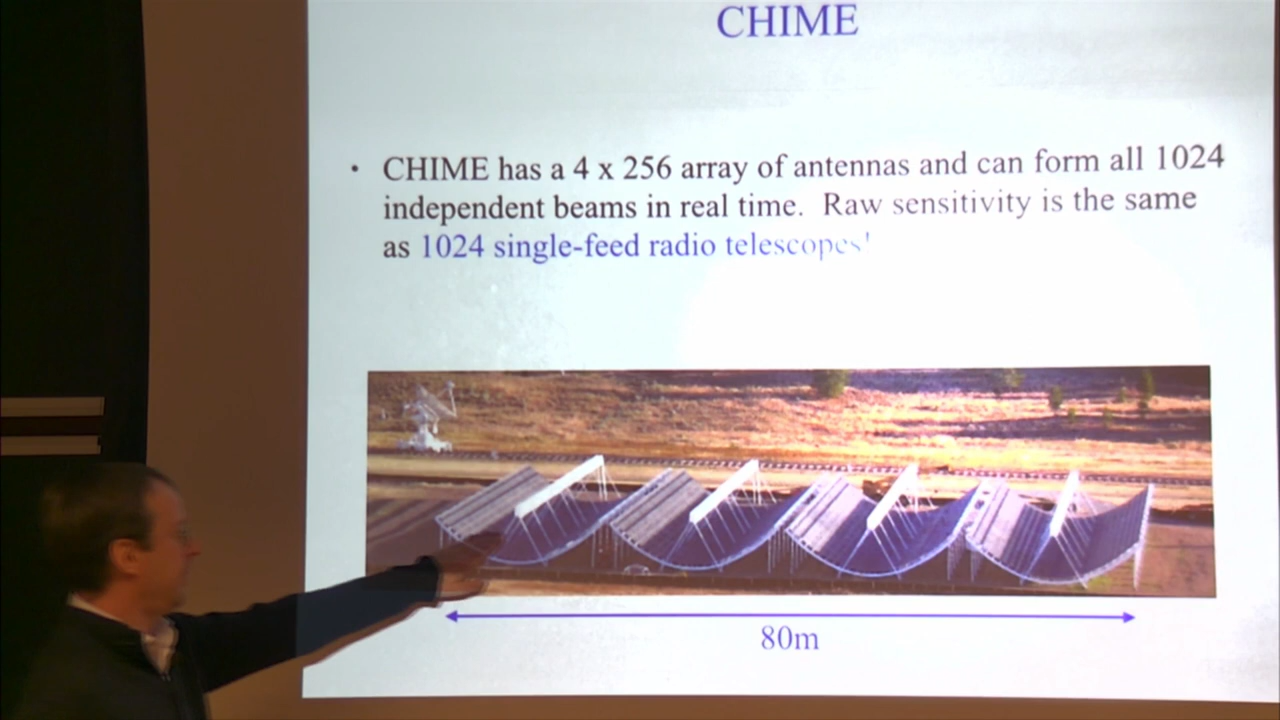 CHIME
• CHIME has a 4 x 256 array of antennas and can form all 1024
independent beams in real time. Raw sensitivity is the same
as 1024 single-feed radio telescopes!
80m